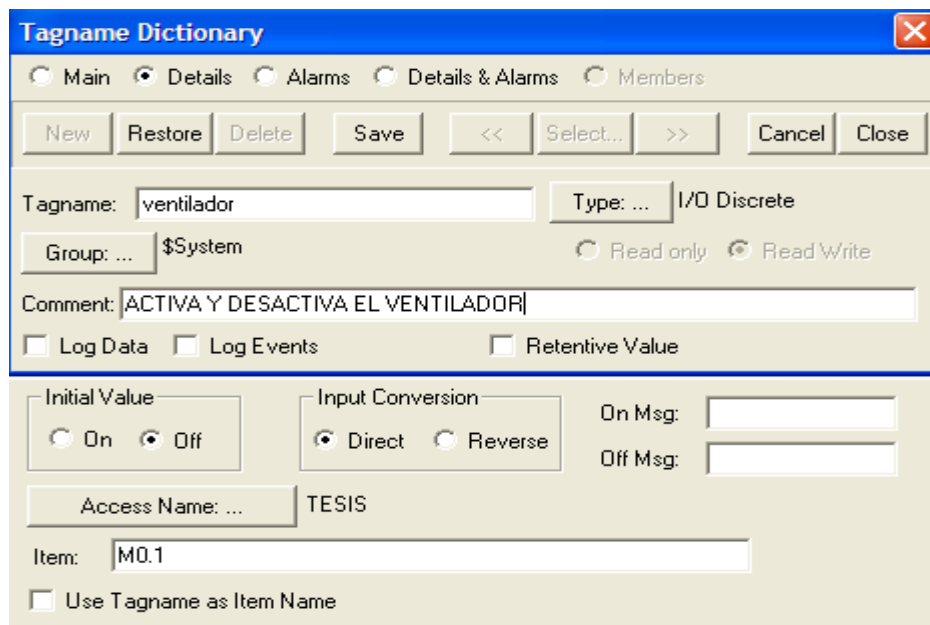 Tagname Dictionary
Main Details Alarms Details & Alarms Members
New Restore Delete Save << Select... >> Cancel Close
Tagname: ventilador Type: ... I/O Discrete
Group: ... $System Read only Read Write
Comment: ACTIVA Y DESACTIVA EL VENTILADOR
Log Data Log Events Retentive Value
Initial Value Input Conversion On Msg:
On Off Direct Reverse
Off Msg:
Access Name: ... TESIS
Item: M0.1
Use Tagname as Item Name